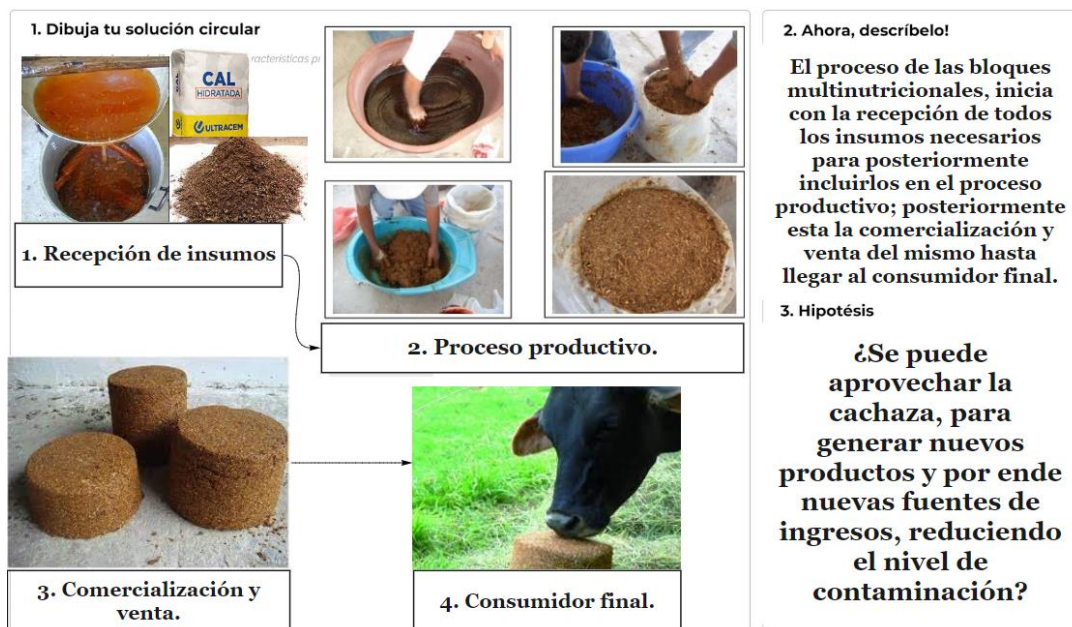 1. Dibuja tu solución circular
racterísticas p
CAL
HIDRATADA
ULTRACEM
1. Recepción de insumos
2. Proceso productivo.
3. Comercialización y
venta.
4. Consumidor final.
2. Ahora, descríbelo!
El proceso de las bloques
multinutricionales, inicia
con la recepción de todos
los insumos necesarios
para posteriormente
incluirlos en el proceso
productivo; posteriormente
esta la comercialización y
venta del mismo hasta
llegar al consumidor final.
3. Hipotésis
¿Se puede
aprovechar la
cachaza, para
generar nuevos
productos y por ende
nuevas fuentes de
ingresos, reduciendo
el nivel de
contaminación?